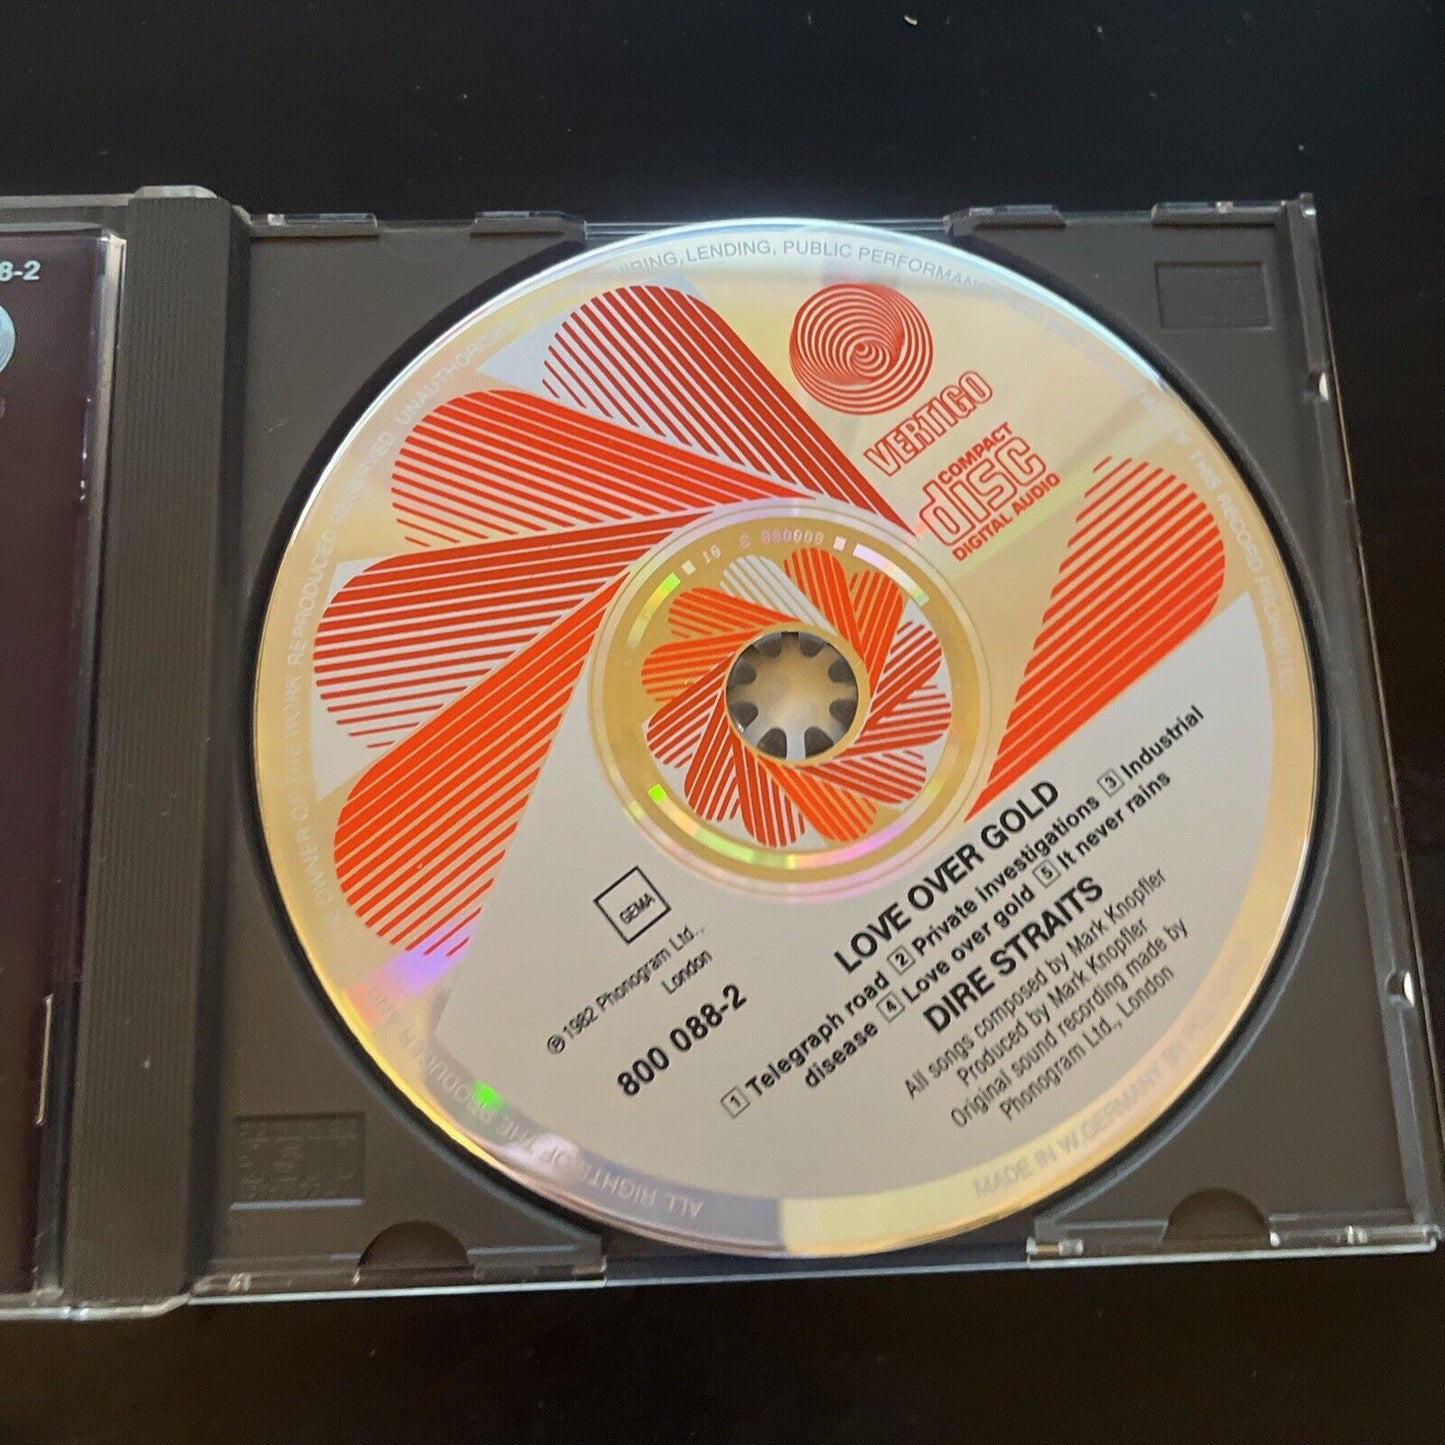 8-2
VERTIGO
COMPACT
disc
DIGITAL AUDIO
GEMA
℗ 1982 Phonogram Ltd.,
London
800 088-2
LOVE OVER GOLD
1 Telegraph road 2 Private investigations 3 Industrial
disease 4 Love over gold 5 It never rains
DIRE STRAITS
All songs composed by Mark Knopfler
Produced by Mark Knopfler
Original sound recording made by
Phonogram Ltd., London
ALL RIGHTS OF THE PRODUCER AND OWNER OF THE WORK REPRODUCED RESERVED. UNAUTHORISED LENDING, PUBLIC PERFORMANCE AND BROADCASTING OF THIS RECORD PROHIBITED
MADE IN W. GERMANY BY